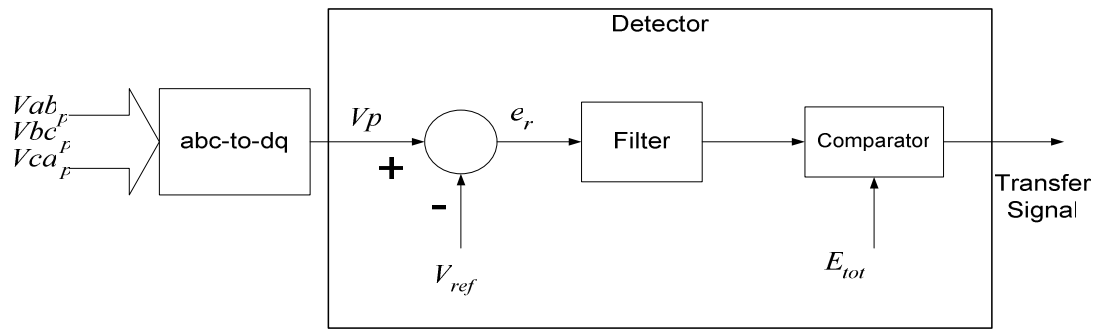 Detector
Vab_p
Vbc_p
Vca_p
abc-to-dq
Vp
+
-
V_ref
e_r
Filter
Comparator
E_tot
Transfer
Signal